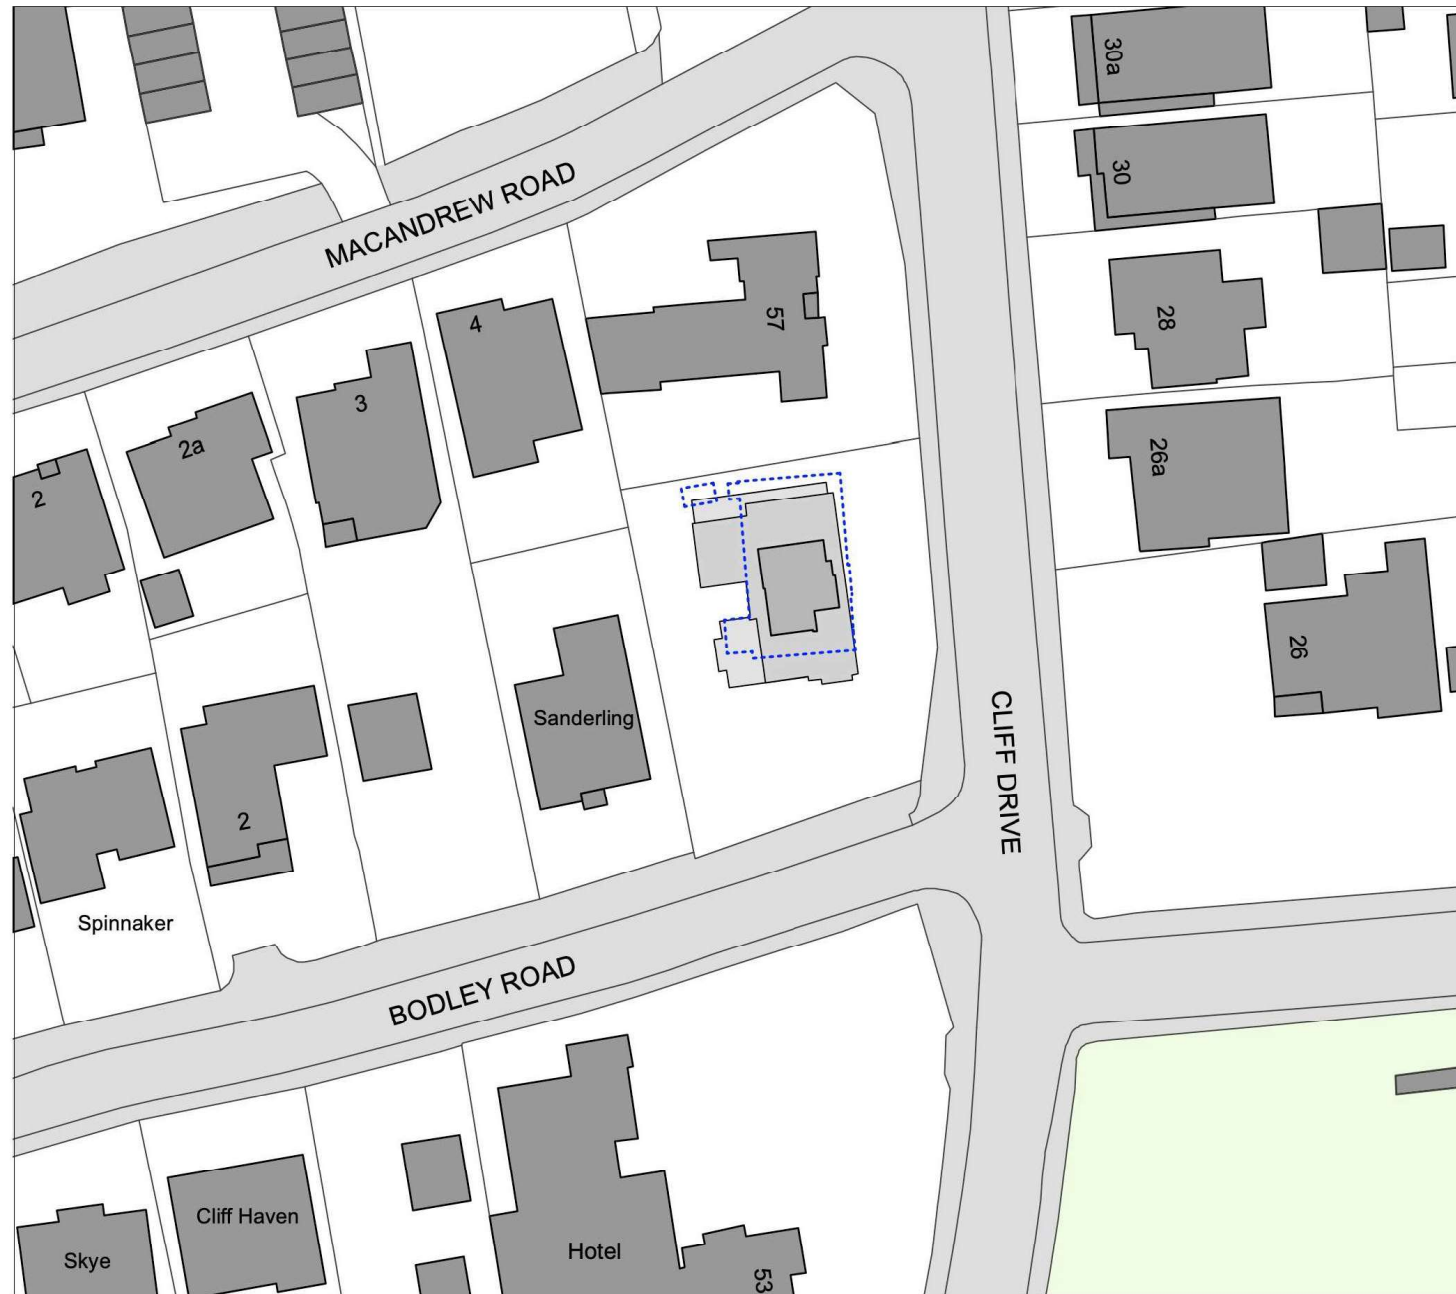 30a
30
MACANDREW ROAD
57
28
4
3
2a
26a
2
26
Sanderling
CLIFF DRIVE
2
Spinnaker
BODLEY ROAD
Cliff Haven
Hotel
Skye
53